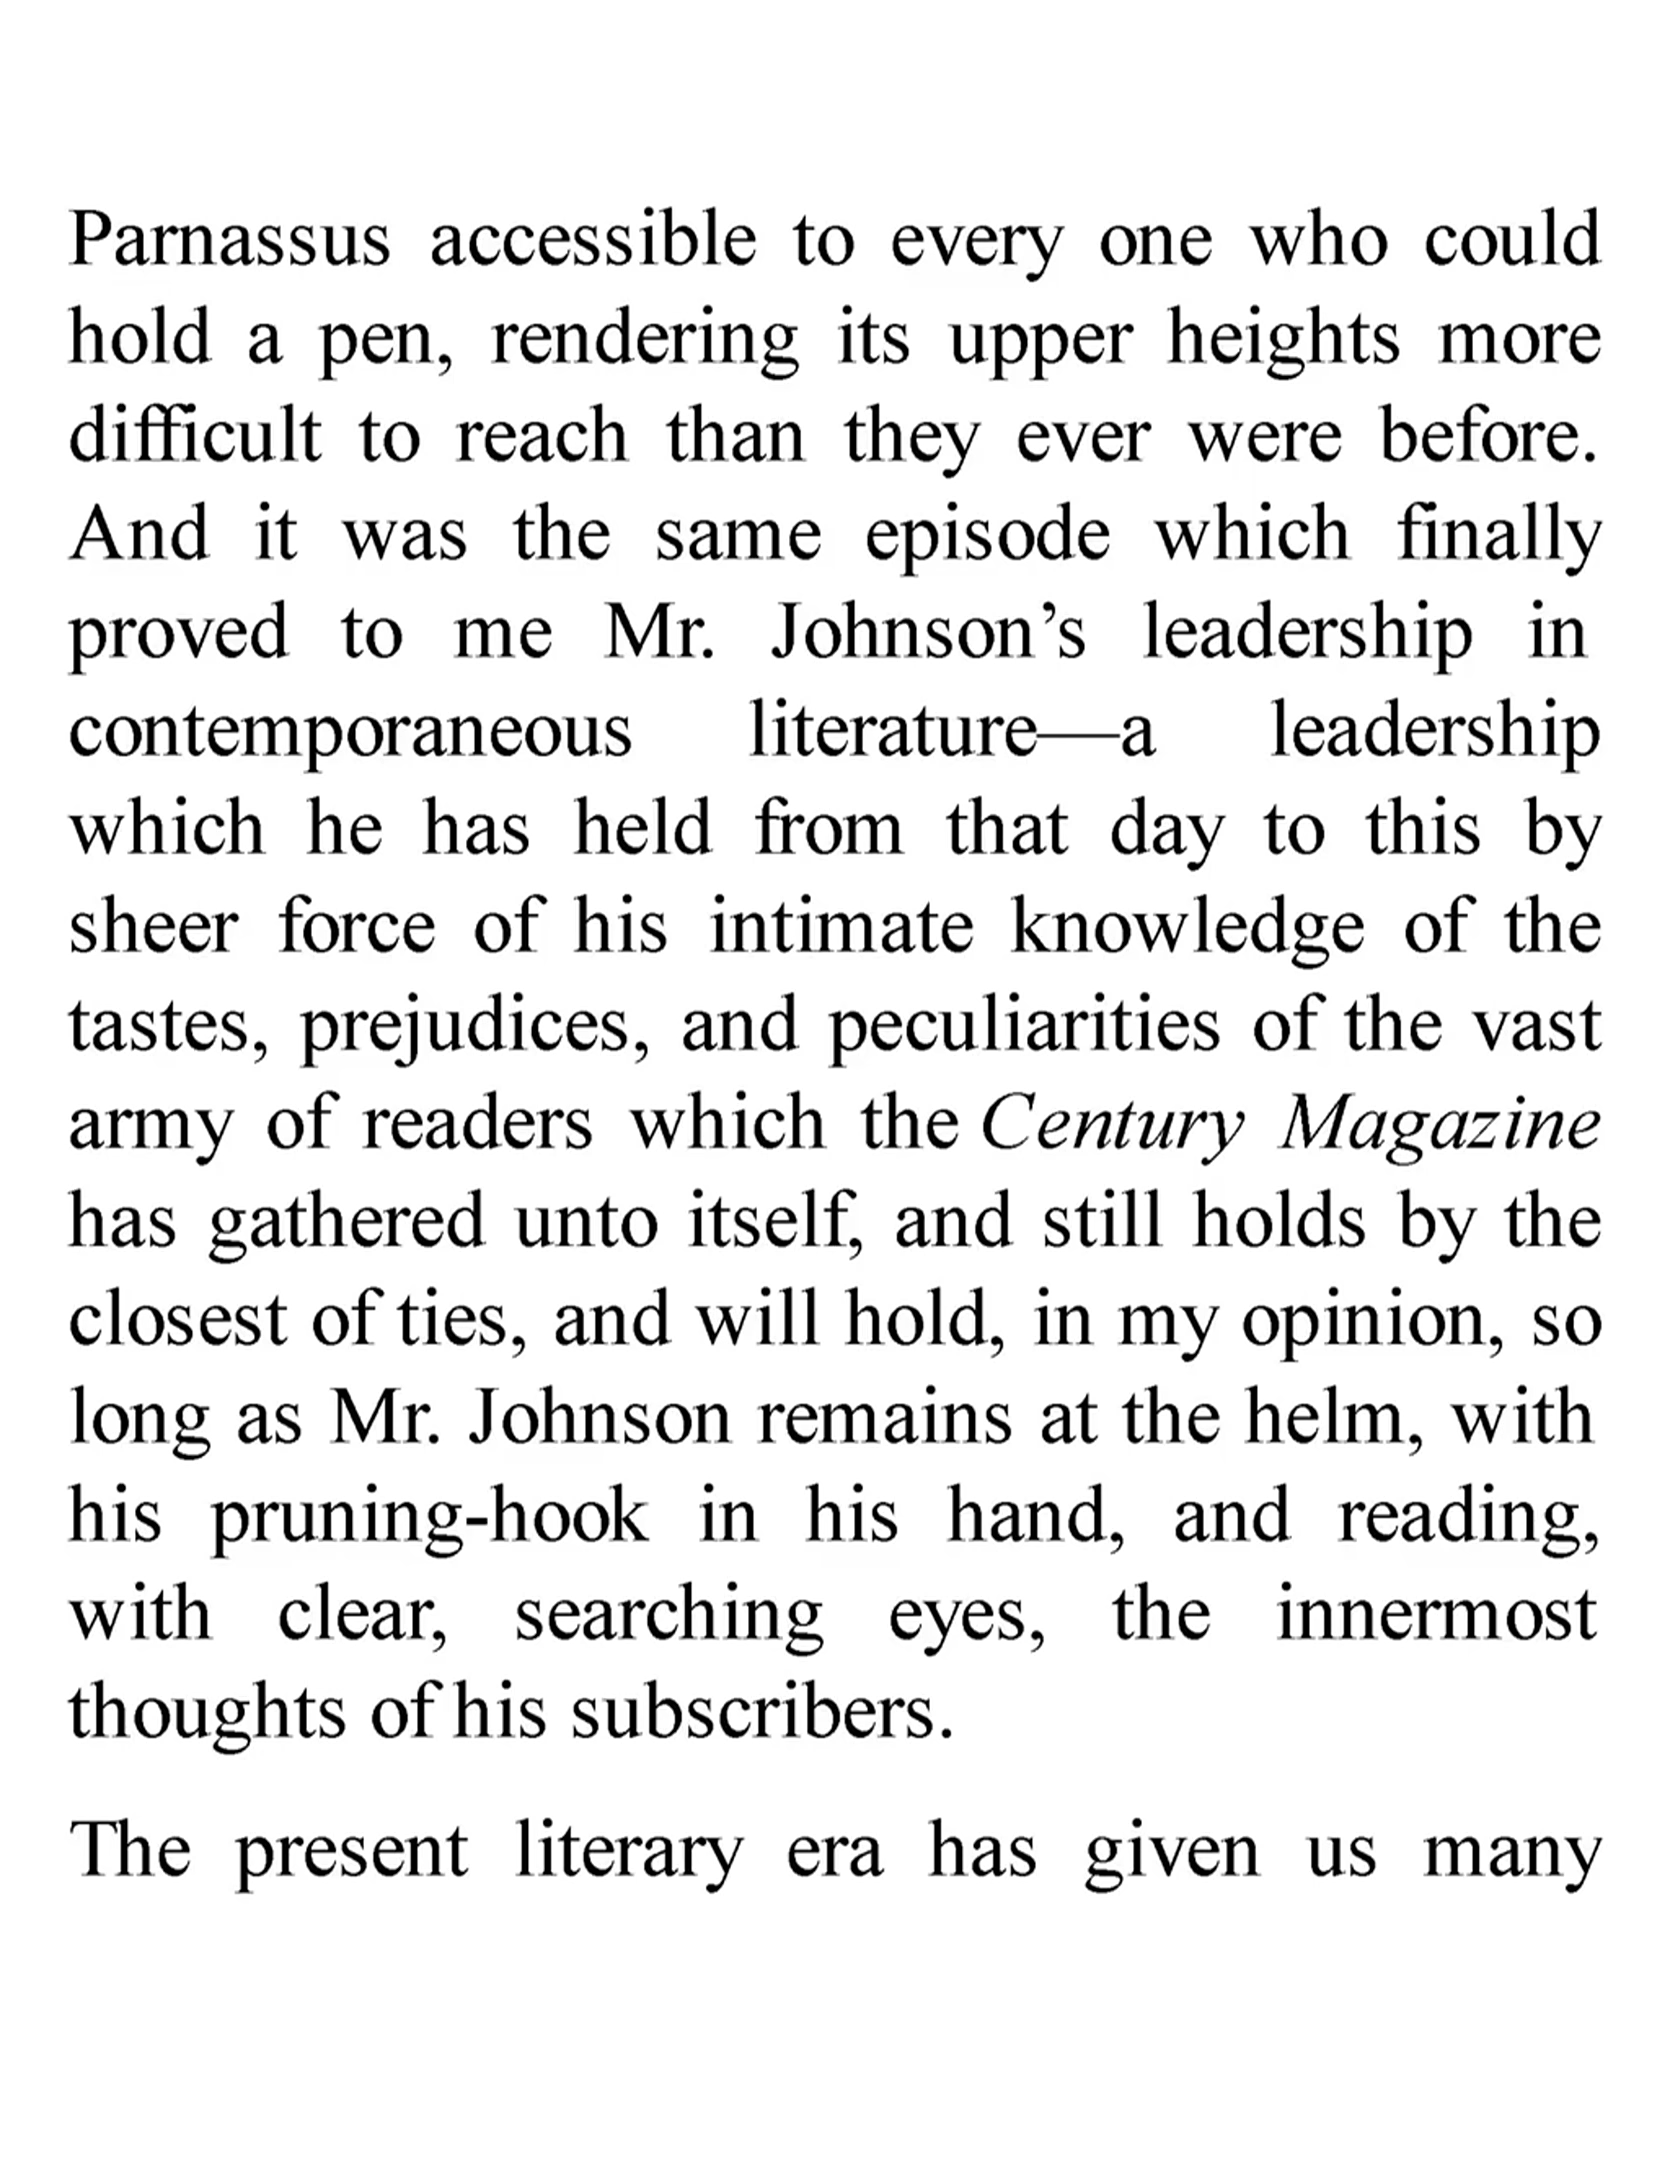 Parnassus accessible to every one who could
hold a pen, rendering its upper heights more
difficult to reach than they ever were before.
And it was the same episode which finally
proved to me Mr. Johnson’s leadership in
contemporaneous literature—a leadership
which he has held from that day to this by
sheer force of his intimate knowledge of the
tastes, prejudices, and peculiarities of the vast
army of readers which the Century Magazine
has gathered unto itself, and still holds by the
closest of ties, and will hold, in my opinion, so
long as Mr. Johnson remains at the helm, with
his pruning-hook in his hand, and reading,
with clear, searching eyes, the innermost
thoughts of his subscribers.
The present literary era has given us many